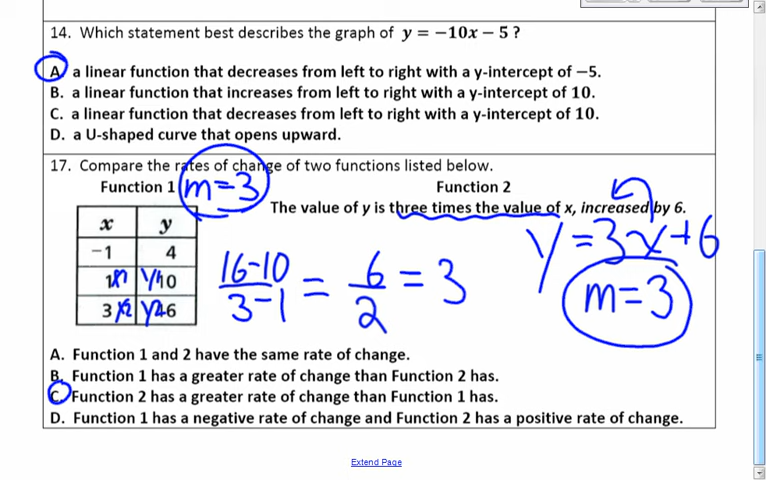 14. Which statement best describes the graph of y = −10x − 5 ?
A. a linear function that decreases from left to right with a y-intercept of −5.
B. a linear function that increases from left to right with a y-intercept of 10.
C. a linear function that decreases from left to right with a y-intercept of 10.
D. a U-shaped curve that opens upward.
17. Compare the rates of change of two functions listed below.
Function 1 m=3 Function 2
The value of y is three times the value of x, increased by 6.
x y
−1 4
1 10
3 16
16-10 / 3-1 = 6/2 = 3
y=3x+6
m=3
A. Function 1 and 2 have the same rate of change.
B. Function 1 has a greater rate of change than Function 2 has.
C. Function 2 has a greater rate of change than Function 1 has.
D. Function 1 has a negative rate of change and Function 2 has a positive rate of change.
Extend Page